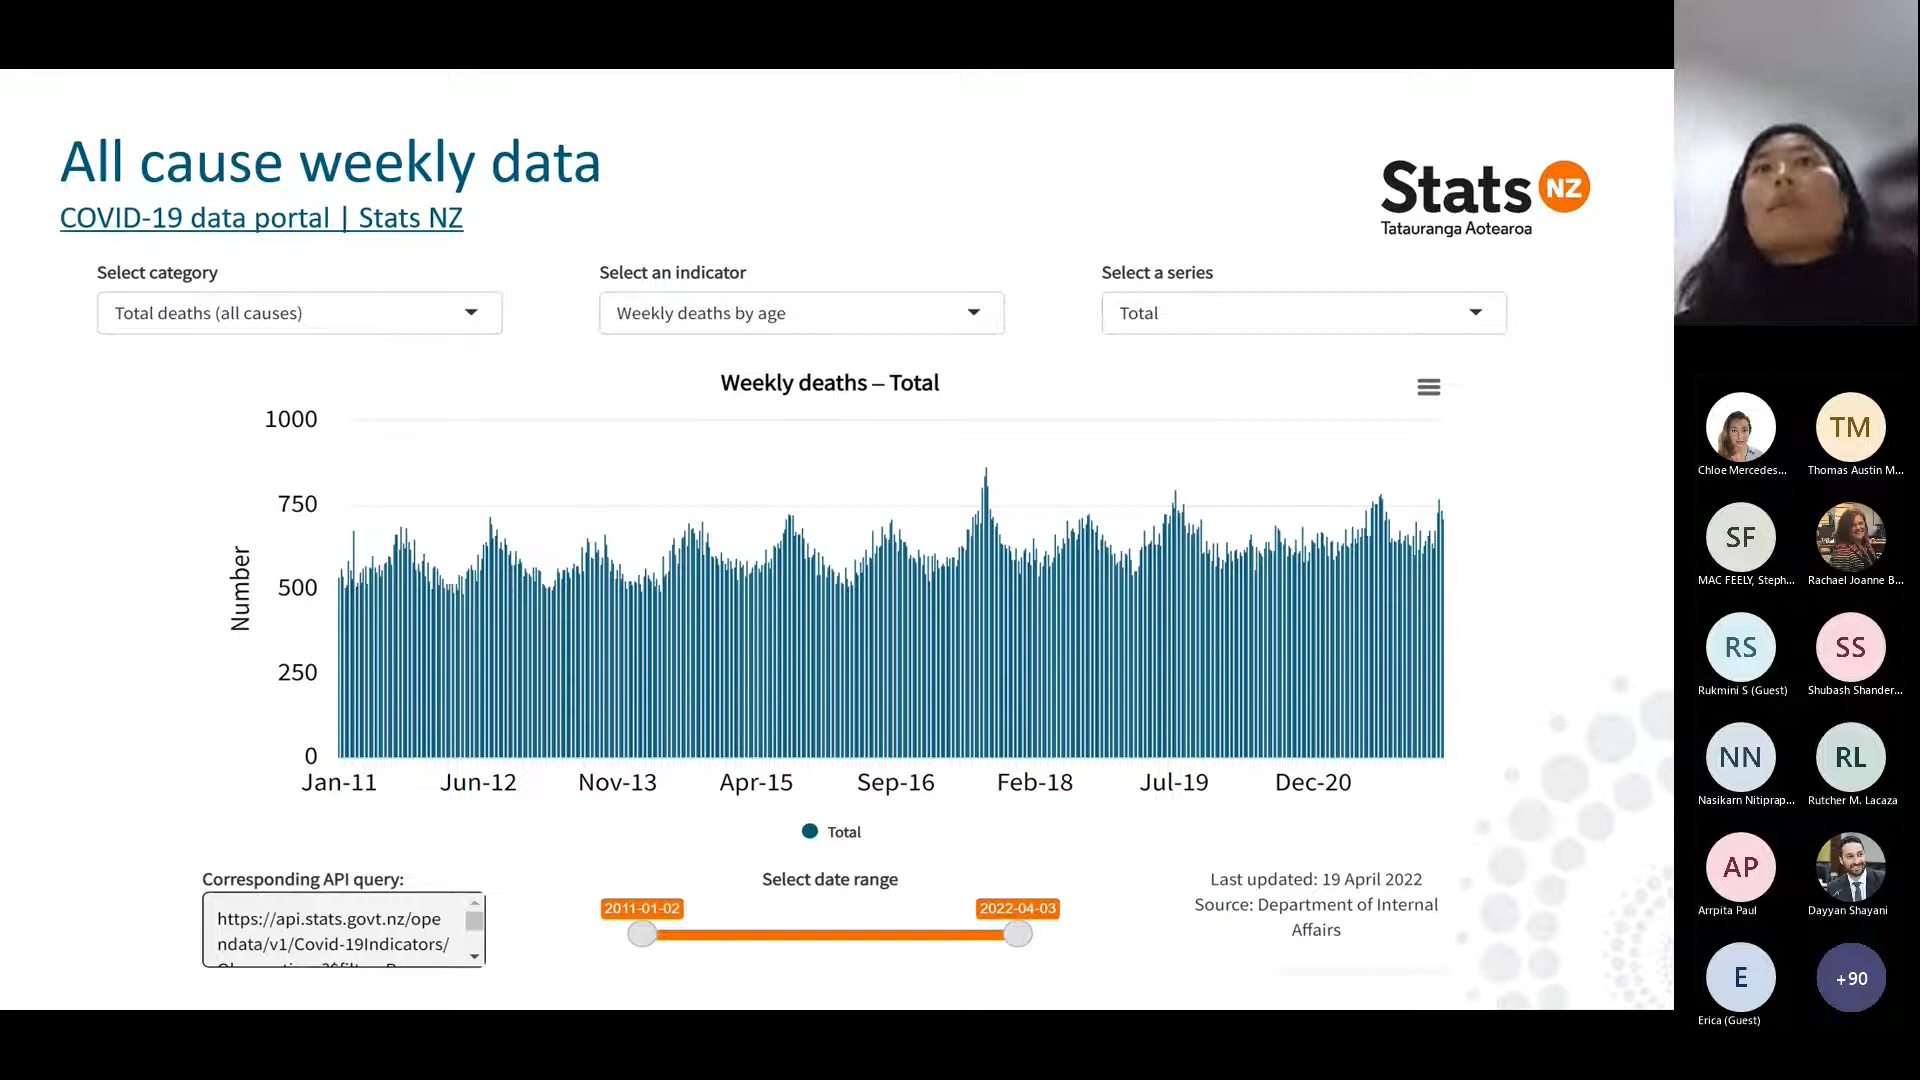 All cause weekly data
COVID-19 data portal | Stats NZ
Stats NZ
Tatauranga Aotearoa
Select category
Total deaths (all causes)
Select an indicator
Weekly deaths by age
Select a series
Total
Weekly deaths – Total
Number
1000
750
500
250
0
Jan-11 Jun-12 Nov-13 Apr-15 Sep-16 Feb-18 Jul-19 Dec-20
Total
Corresponding API query:
https://api.stats.govt.nz/ope
ndata/v1/Covid-19Indicators/
Select date range
2011-01-02 2022-04-03
Last updated: 19 April 2022
Source: Department of Internal
Affairs
Chloe Mercedes...
TM
Thomas Austin M...
SF
MAC FEELY, Steph...
Rachael Joanne B...
RS
Rukmini S (Guest)
SS
Shubash Shander...
NN
Nasikarn Nitiprap...
RL
Rutcher M. Lacaza
AP
Arrpita Paul
Dayyan Shayani
E
Erica (Guest)
+90